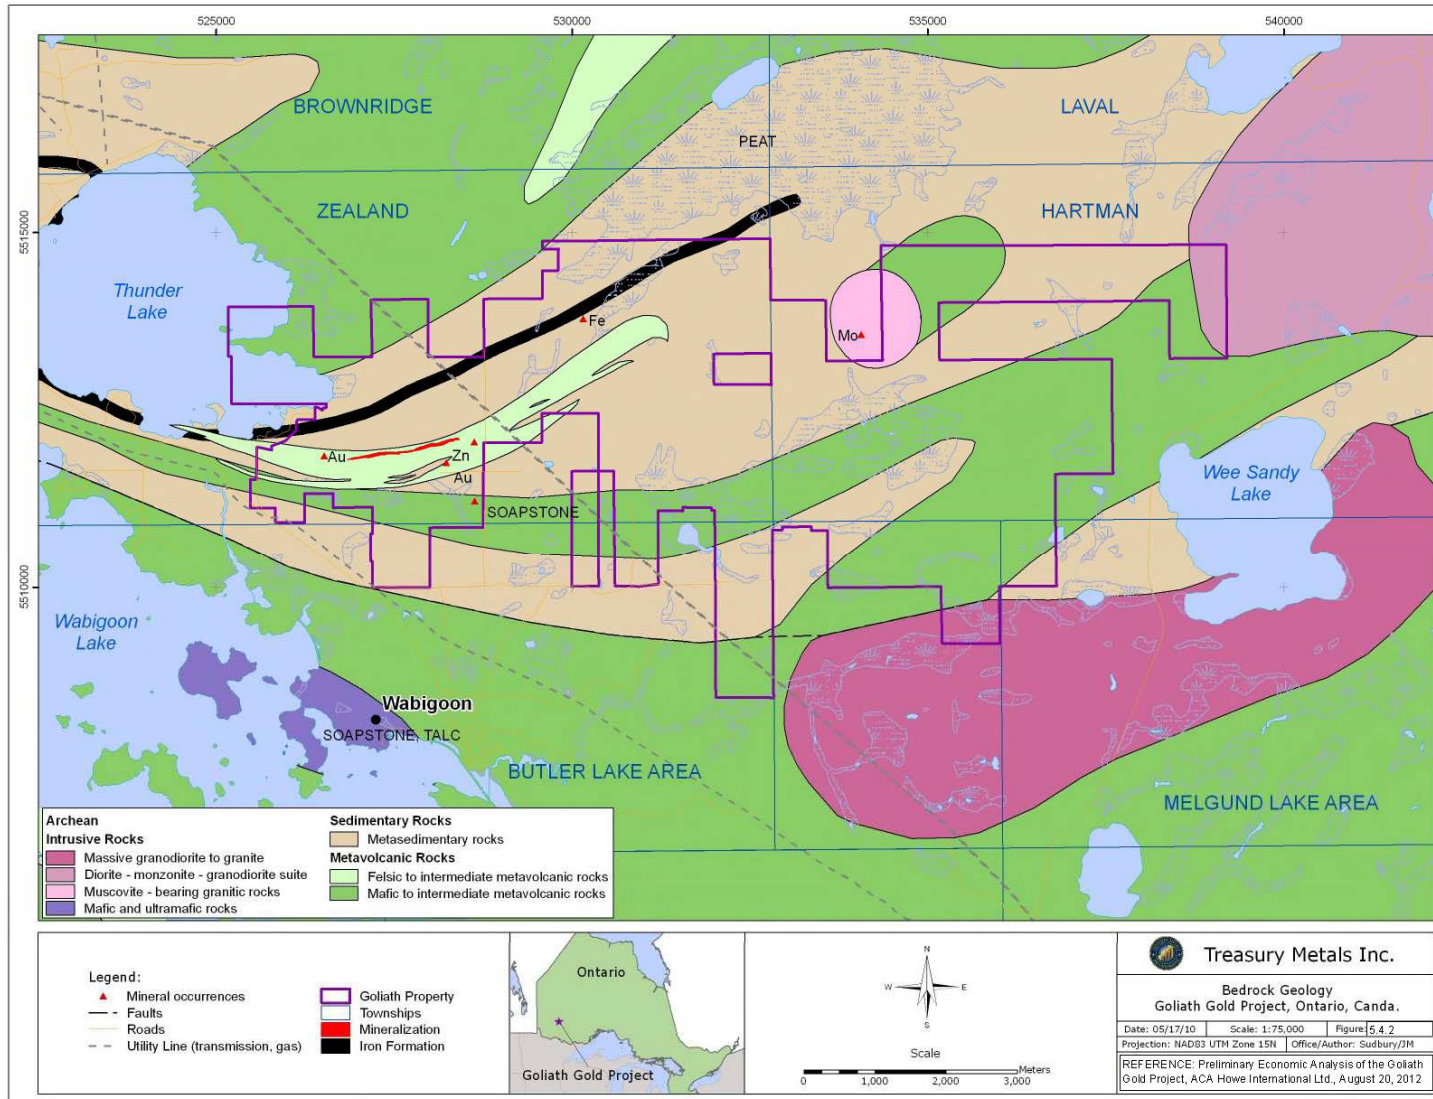 525000
530000
535000
540000
5515000
5510000
BROWNRIDGE
LAVAL
PEAT
ZEALAND
HARTMAN
Thunder
Lake
Fe
Mo
Au
Zn
Au
SOAPSTONE
Wee Sandy
Lake
Wabigoon
Lake
Wabigoon
SOAPSTONE, TALC
BUTLER LAKE AREA
MELGUND LAKE AREA
Archean
Intrusive Rocks
Massive granodiorite to granite
Diorite - monzonite - granodiorite suite
Muscovite - bearing granitic rocks
Mafic and ultramafic rocks
Sedimentary Rocks
Metasedimentary rocks
Metavolcanic Rocks
Felsic to intermediate metavolcanic rocks
Mafic to intermediate metavolcanic rocks
Legend:
Mineral occurrences
Faults
Roads
Utility Line (transmission, gas)
Goliath Property
Townships
Mineralization
Iron Formation
Ontario
Goliath Gold Project
N
W E
S
Scale
Meters
0 1,000 2,000 3,000
Treasury Metals Inc.
Bedrock Geology
Goliath Gold Project, Ontario, Canda.
Date: 05/17/10 Scale: 1:75,000 Figure: 5.4.2
Projection: NAD83 UTM Zone 15N Office/Author: Sudbury/JM
REFERENCE: Preliminary Economic Analysis of the Goliath
Gold Project, ACA Howe International Ltd., August 20, 2012